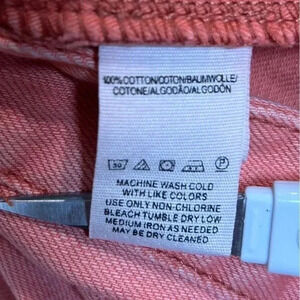 100% COTTON/COTON/BAUMWOLLE/
COTONE/ALGODÃO/ALGODÓN
30
P
MACHINE WASH COLD
WITH LIKE COLORS
USE ONLY NON-CHLORINE
BLEACH TUMBLE DRY LOW
MEDIUM IRON AS NEEDED
MAY BE DRY CLEANED